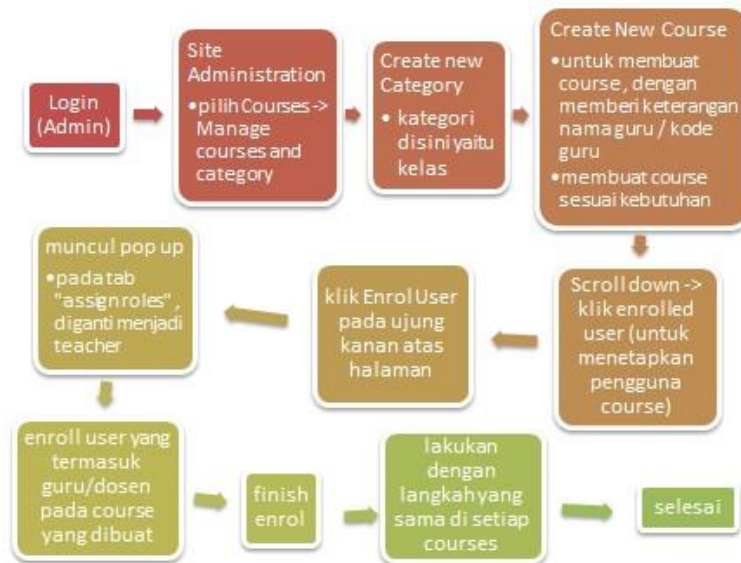 Login
(Admin)
Site
Administration
•pilih Courses ->
Manage
courses and
category
Create new
Category
• kategori
disini yaitu
kelas
Create New Course
•untuk membuat
course , dengan
memberi keterangan
nama guru / kode
guru
•membuat course
sesuai kebutuhan
Scroll down ->
klik enrolled
user (untuk
menetapkan
pengguna
course)
klik Enrol User
pada ujung
kanan atas
halaman
muncul pop up
•pada tab
"assign roles" ,
diganti menjadi
teacher
enroll user yang
termasuk
guru/dosen
pada course
yang dibuat
finish
enrol
lakukan
dengan
langkah yang
sama di setiap
courses
selesai